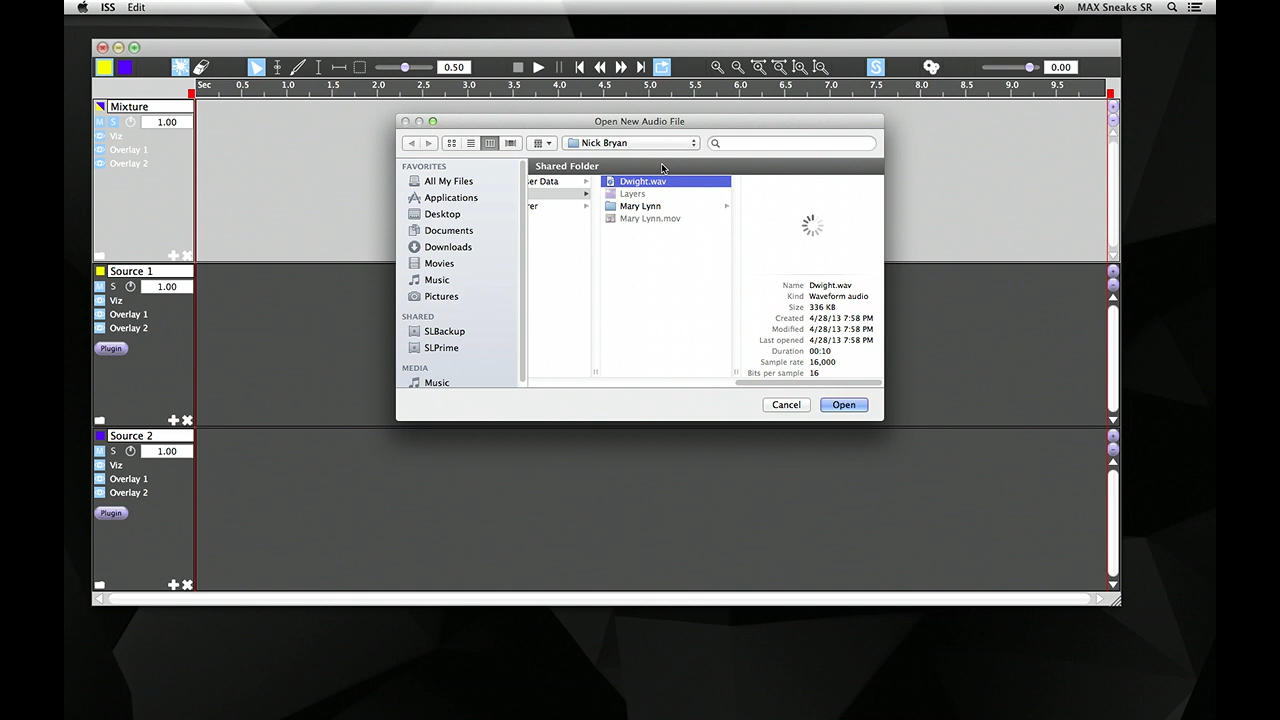 ISS Edit MAX Sneaks SR
0.50 0.00
Sec 0.5 1.0 1.5 2.0 2.5 3.0 3.5 4.0 4.5 5.0 5.5 6.0 6.5 7.0 7.5 8.0 8.5 9.0 9.5
Mixture
M S 1.00
Viz
Overlay 1
Overlay 2
Source 1
M S 1.00
Viz
Overlay 1
Overlay 2
Plugin
Source 2
M S 1.00
Viz
Overlay 1
Overlay 2
Plugin
Open New Audio File
Nick Bryan
FAVORITES
All My Files
Applications
Desktop
Documents
Downloads
Movies
Music
Pictures
SHARED
SLBackup
SLPrime
MEDIA
Music
Shared Folder
ser Data
rer
Dwight.wav
Layers
Mary Lynn
Mary Lynn.mov
Name Dwight.wav
Kind Waveform audio
Size 336 KB
Created 4/28/13 7:58 PM
Modified 4/28/13 7:58 PM
Last opened 4/28/13 7:58 PM
Duration 00:10
Sample rate 16,000
Bits per sample 16
Cancel Open